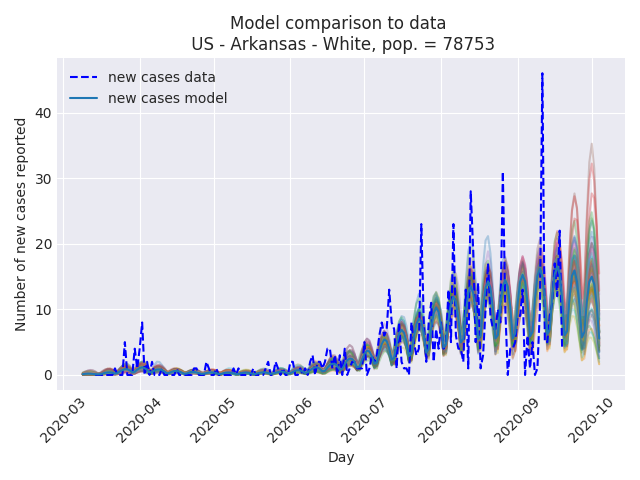 Model comparison to data
US - Arkansas - White, pop. = 78753
new cases data
new cases model
Number of new cases reported
40
30
20
10
0
2020-03
2020-04
2020-05
2020-06
2020-07
2020-08
2020-09
2020-10
Day